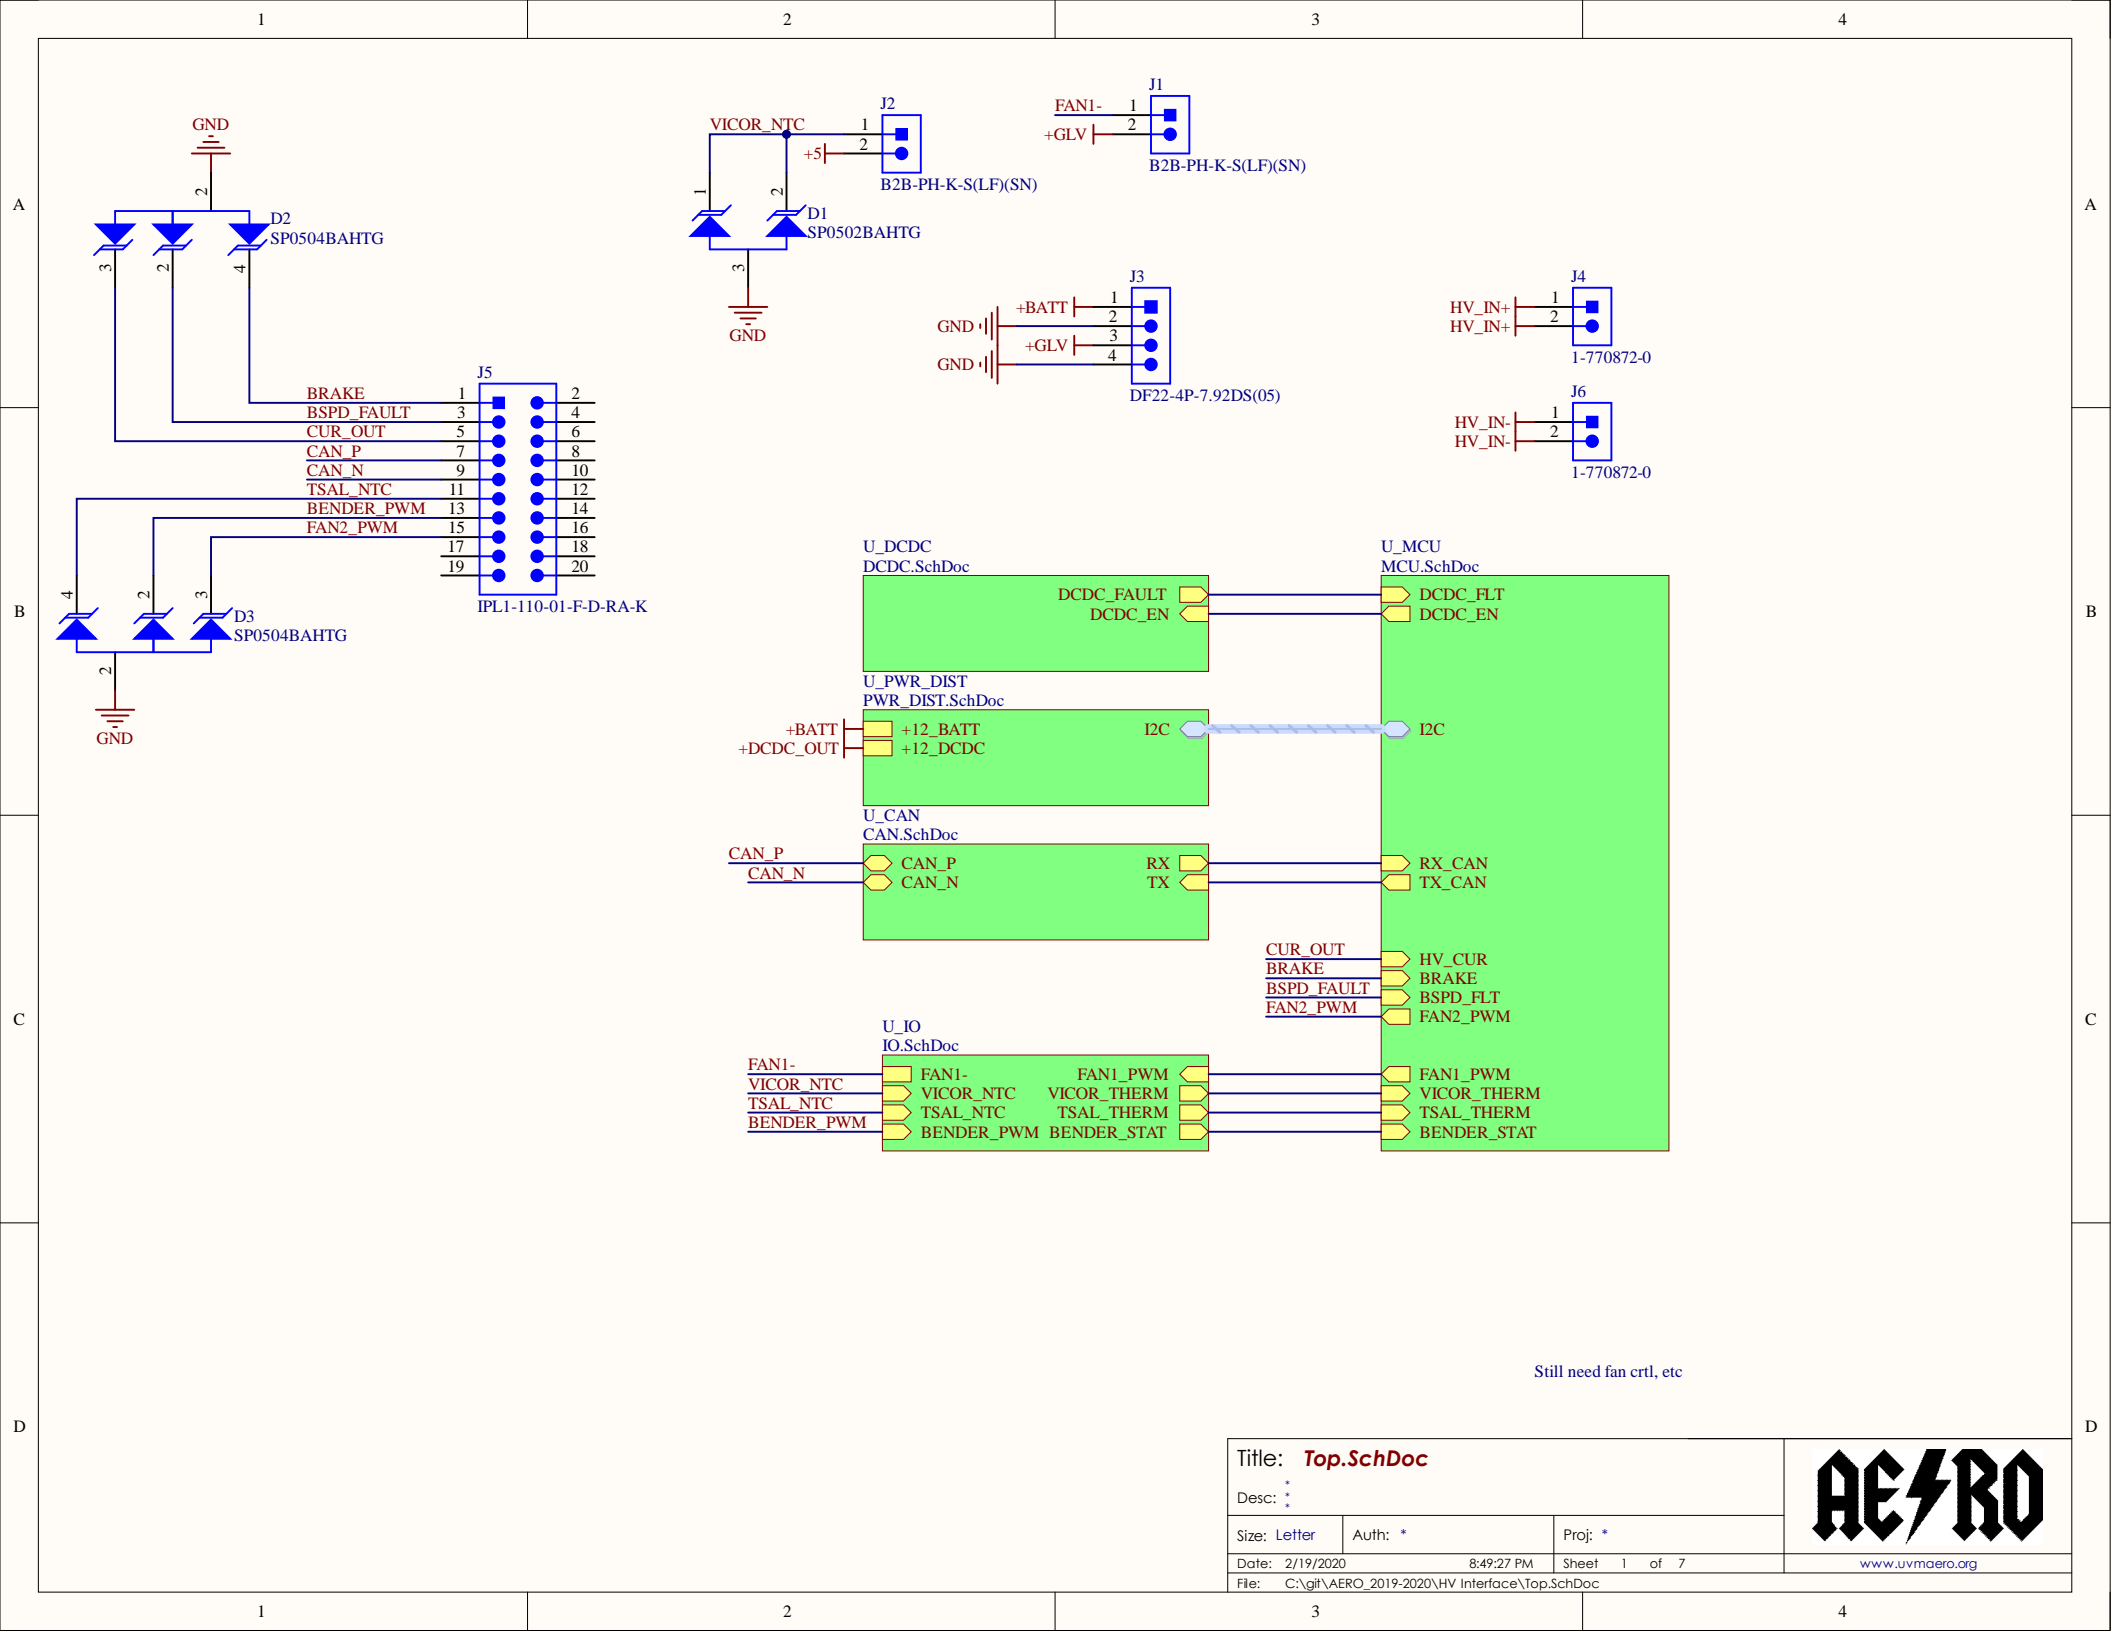 1 2 3 4
A
A
B
B
C
C
D
D
1 2 3 4
GND
2
D2
SP0504BAHTG
3 2 4
VICOR_NTC
J2
1
2
+5
B2B-PH-K-S(LF)(SN)
1 2
D1
SP0502BAHTG
3
GND
J1
FAN1- 1
+GLV 2
B2B-PH-K-S(LF)(SN)
J3
+BATT 1
GND 2
+GLV 3
GND 4
DF22-4P-7.92DS(05)
J4
HV_IN+ 1
HV_IN+ 2
1-770872-0
J6
HV_IN- 1
HV_IN- 2
1-770872-0
J5
BRAKE 1 2
BSPD_FAULT 3 4
CUR_OUT 5 6
CAN_P 7 8
CAN_N 9 10
TSAL_NTC 11 12
BENDER_PWM 13 14
FAN2_PWM 15 16
17 18
19 20
IPL1-110-01-F-D-RA-K
4 2 3
D3
SP0504BAHTG
2
GND
U_DCDC
DCDC.SchDoc
DCDC_FAULT
DCDC_EN
U_PWR_DIST
PWR_DIST.SchDoc
+BATT +12_BATT I2C
+DCDC_OUT +12_DCDC
U_CAN
CAN.SchDoc
CAN_P CAN_P RX
CAN_N CAN_N TX
U_IO
IO.SchDoc
FAN1- FAN1- FAN1_PWM
VICOR_NTC VICOR_NTC VICOR_THERM
TSAL_NTC TSAL_NTC TSAL_THERM
BENDER_PWM BENDER_PWM BENDER_STAT
U_MCU
MCU.SchDoc
DCDC_FLT
DCDC_EN
I2C
RX_CAN
TX_CAN
CUR_OUT HV_CUR
BRAKE BRAKE
BSPD_FAULT BSPD_FLT
FAN2_PWM FAN2_PWM
FAN1_PWM
VICOR_THERM
TSAL_THERM
BENDER_STAT
Still need fan crtl, etc
Title: Top.SchDoc
*
Desc: *
*
Size: Letter Auth: * Proj: *
Date: 2/19/2020 8:49:27 PM Sheet 1 of 7
File: C:\git\AERO_2019-2020\HV Interface\Top.SchDoc
AERO
www.uvmaero.org